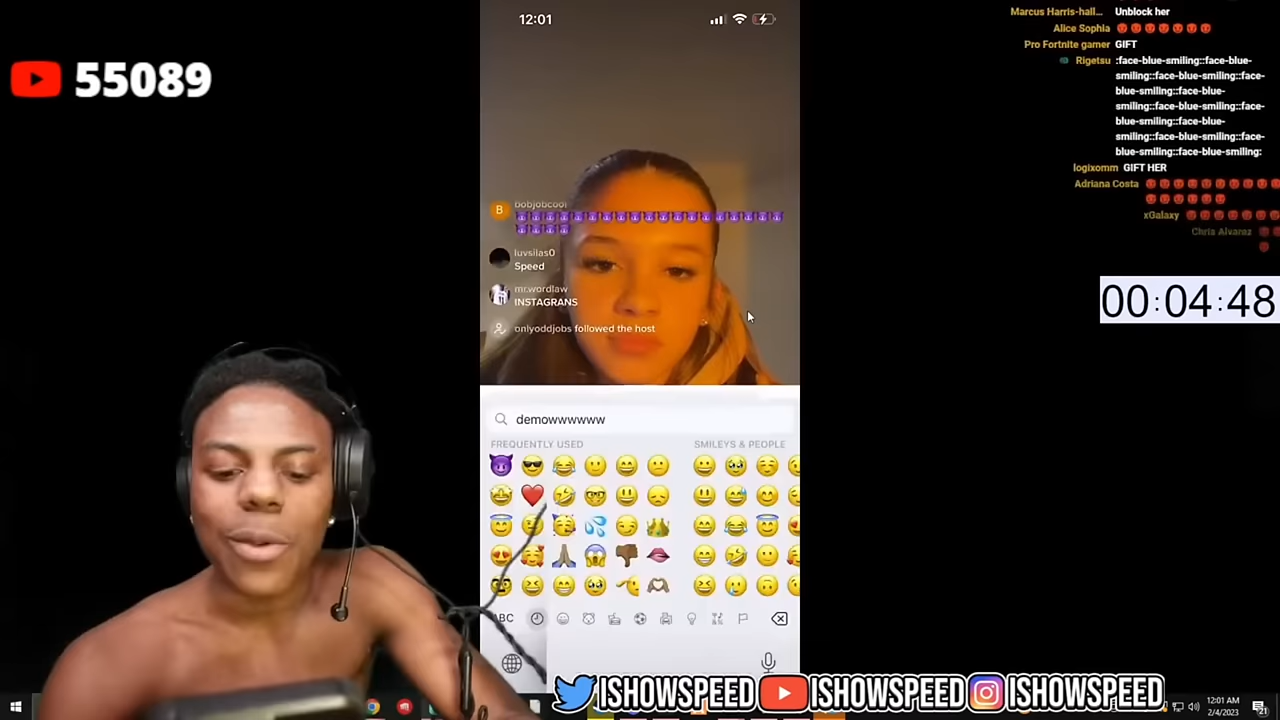 12:01
55089
bobjobcool
luvsilas0
Speed
mr.wordlaw
INSTAGRANS
onlyoddjobs followed the host
demowwwwww
FREQUENTLY USED
SMILEYS & PEOPLE
ABC
Marcus Harris-hall... Unblock her
Alice Sophia
Pro Fortnite gamer GIFT
Rigetsu :face-blue-smiling::face-blue-
smiling::face-blue-smiling::face-
blue-smiling::face-blue-
smiling::face-blue-smiling::face-
blue-smiling::face-blue-
smiling::face-blue-smiling::face-
blue-smiling::face-blue-smiling:
logixomm GIFT HER
Adriana Costa
xGalaxy
Chris Alvarez
00:04:48
ISHOWSPEED ISHOWSPEED ISHOWSPEED
12:01 AM
2/4/2023